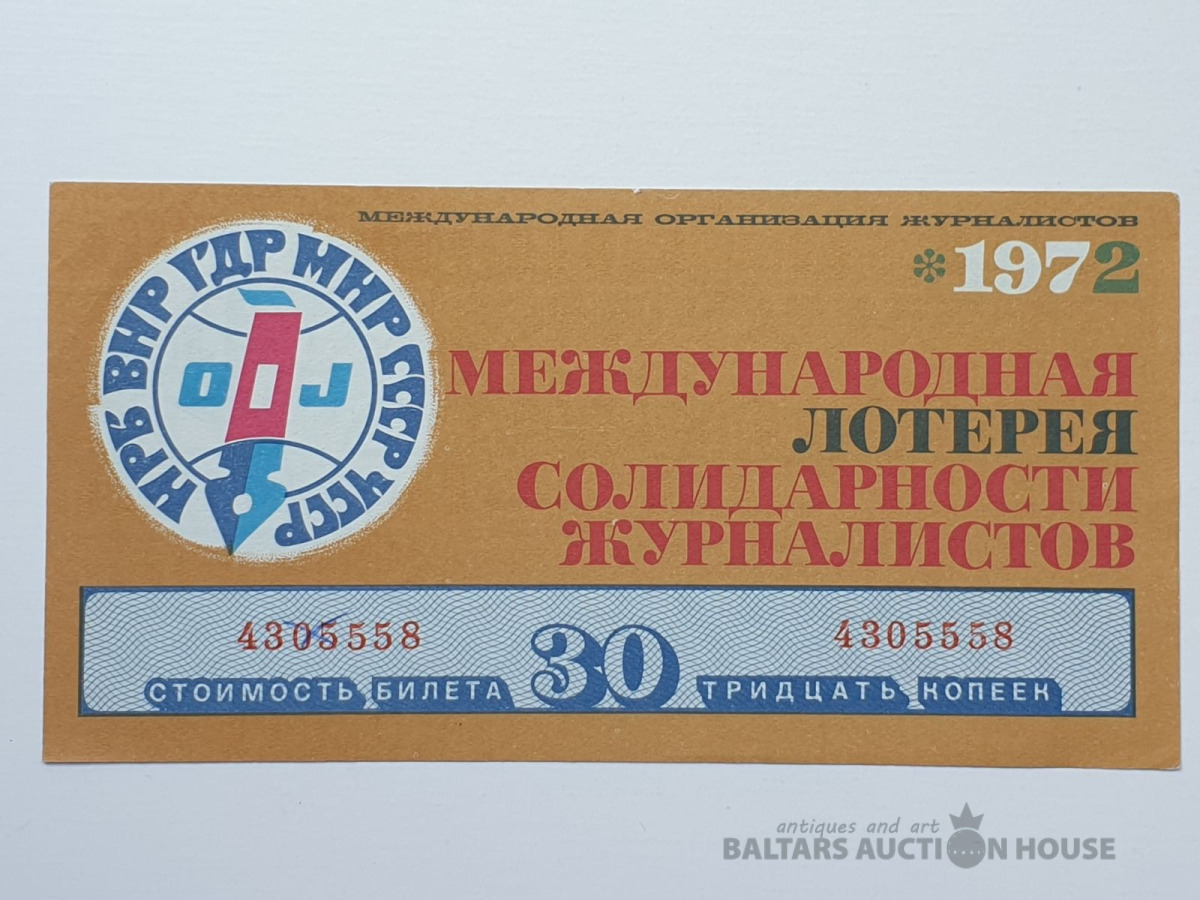 МЕЖДУНАРОДНАЯ ОРГАНИЗАЦИЯ ЖУРНАЛИСТОВ
*1972
НРБ ВНР ГДР МНР СССР ЧССР
OIJ
МЕЖДУНАРОДНАЯ
ЛОТЕРЕЯ
СОЛИДАРНОСТИ
ЖУРНАЛИСТОВ
4305558 30 4305558
СТОИМОСТЬ БИЛЕТА ТРИДЦАТЬ КОПЕЕК
antiques and art
BALTARS AUCTION HOUSE